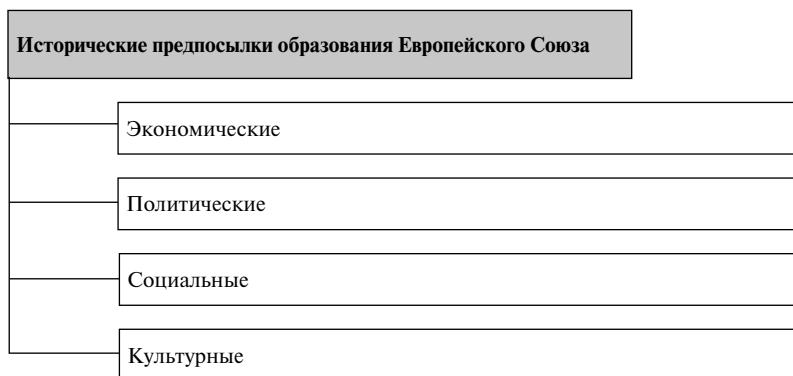 Исторические предпосылки образования Европейского Союза
Экономические
Политические
Социальные
Культурные